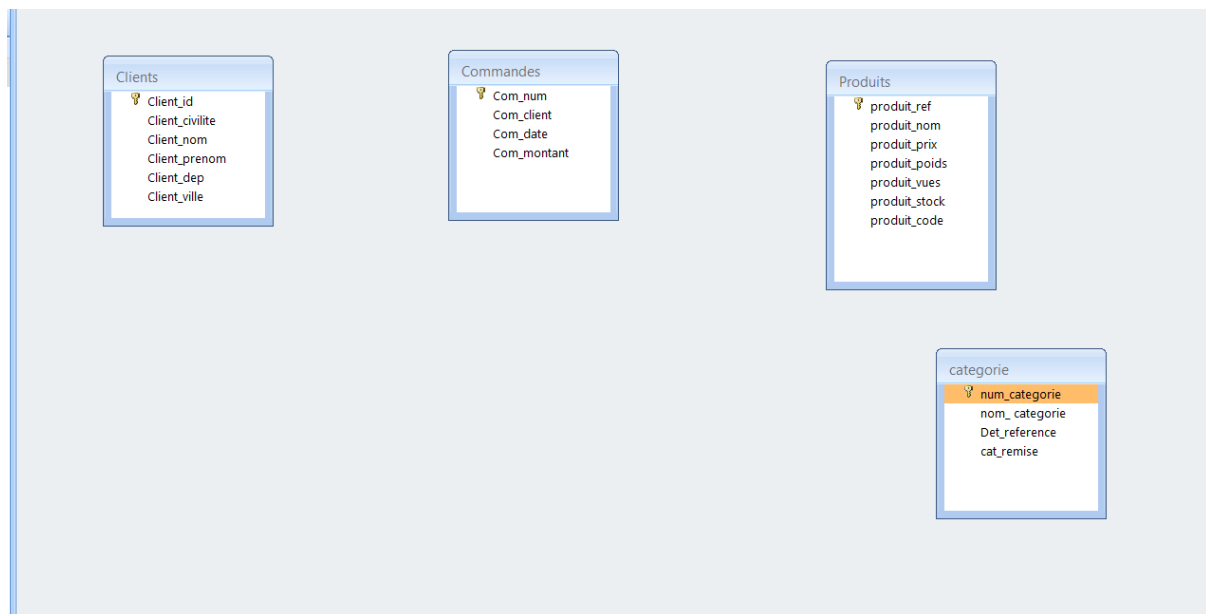 Clients
Client_id
Client_civilite
Client_nom
Client_prenom
Client_dep
Client_ville
Commandes
Com_num
Com_client
Com_date
Com_montant
Produits
produit_ref
produit_nom
produit_prix
produit_poids
produit_vues
produit_stock
produit_code
categorie
num_categorie
nom_ categorie
Det_reference
cat_remise